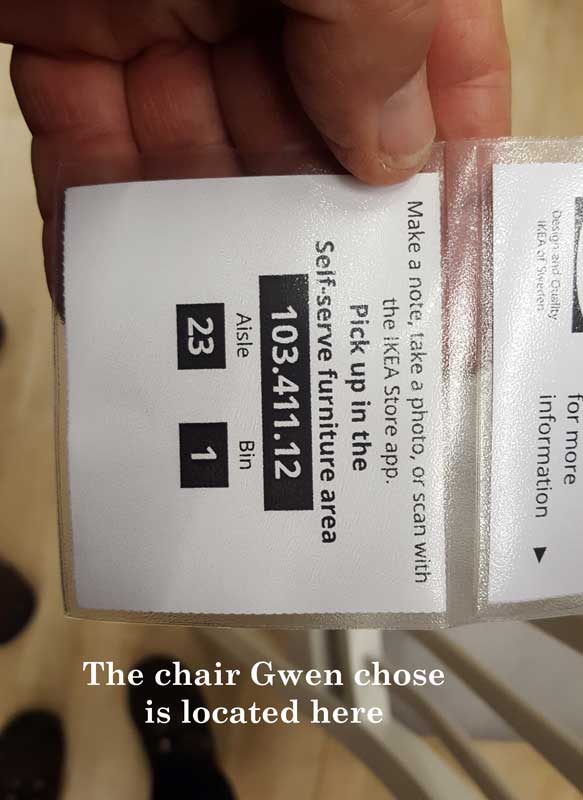 Design and Quality
IKEA of Sweden
for more
information
Make a note, take a photo, or scan with
the IKEA Store app.
Pick up in the
Self-serve furniture area
103.411.12
Aisle Bin
23 1
The chair Gwen chose
is located here